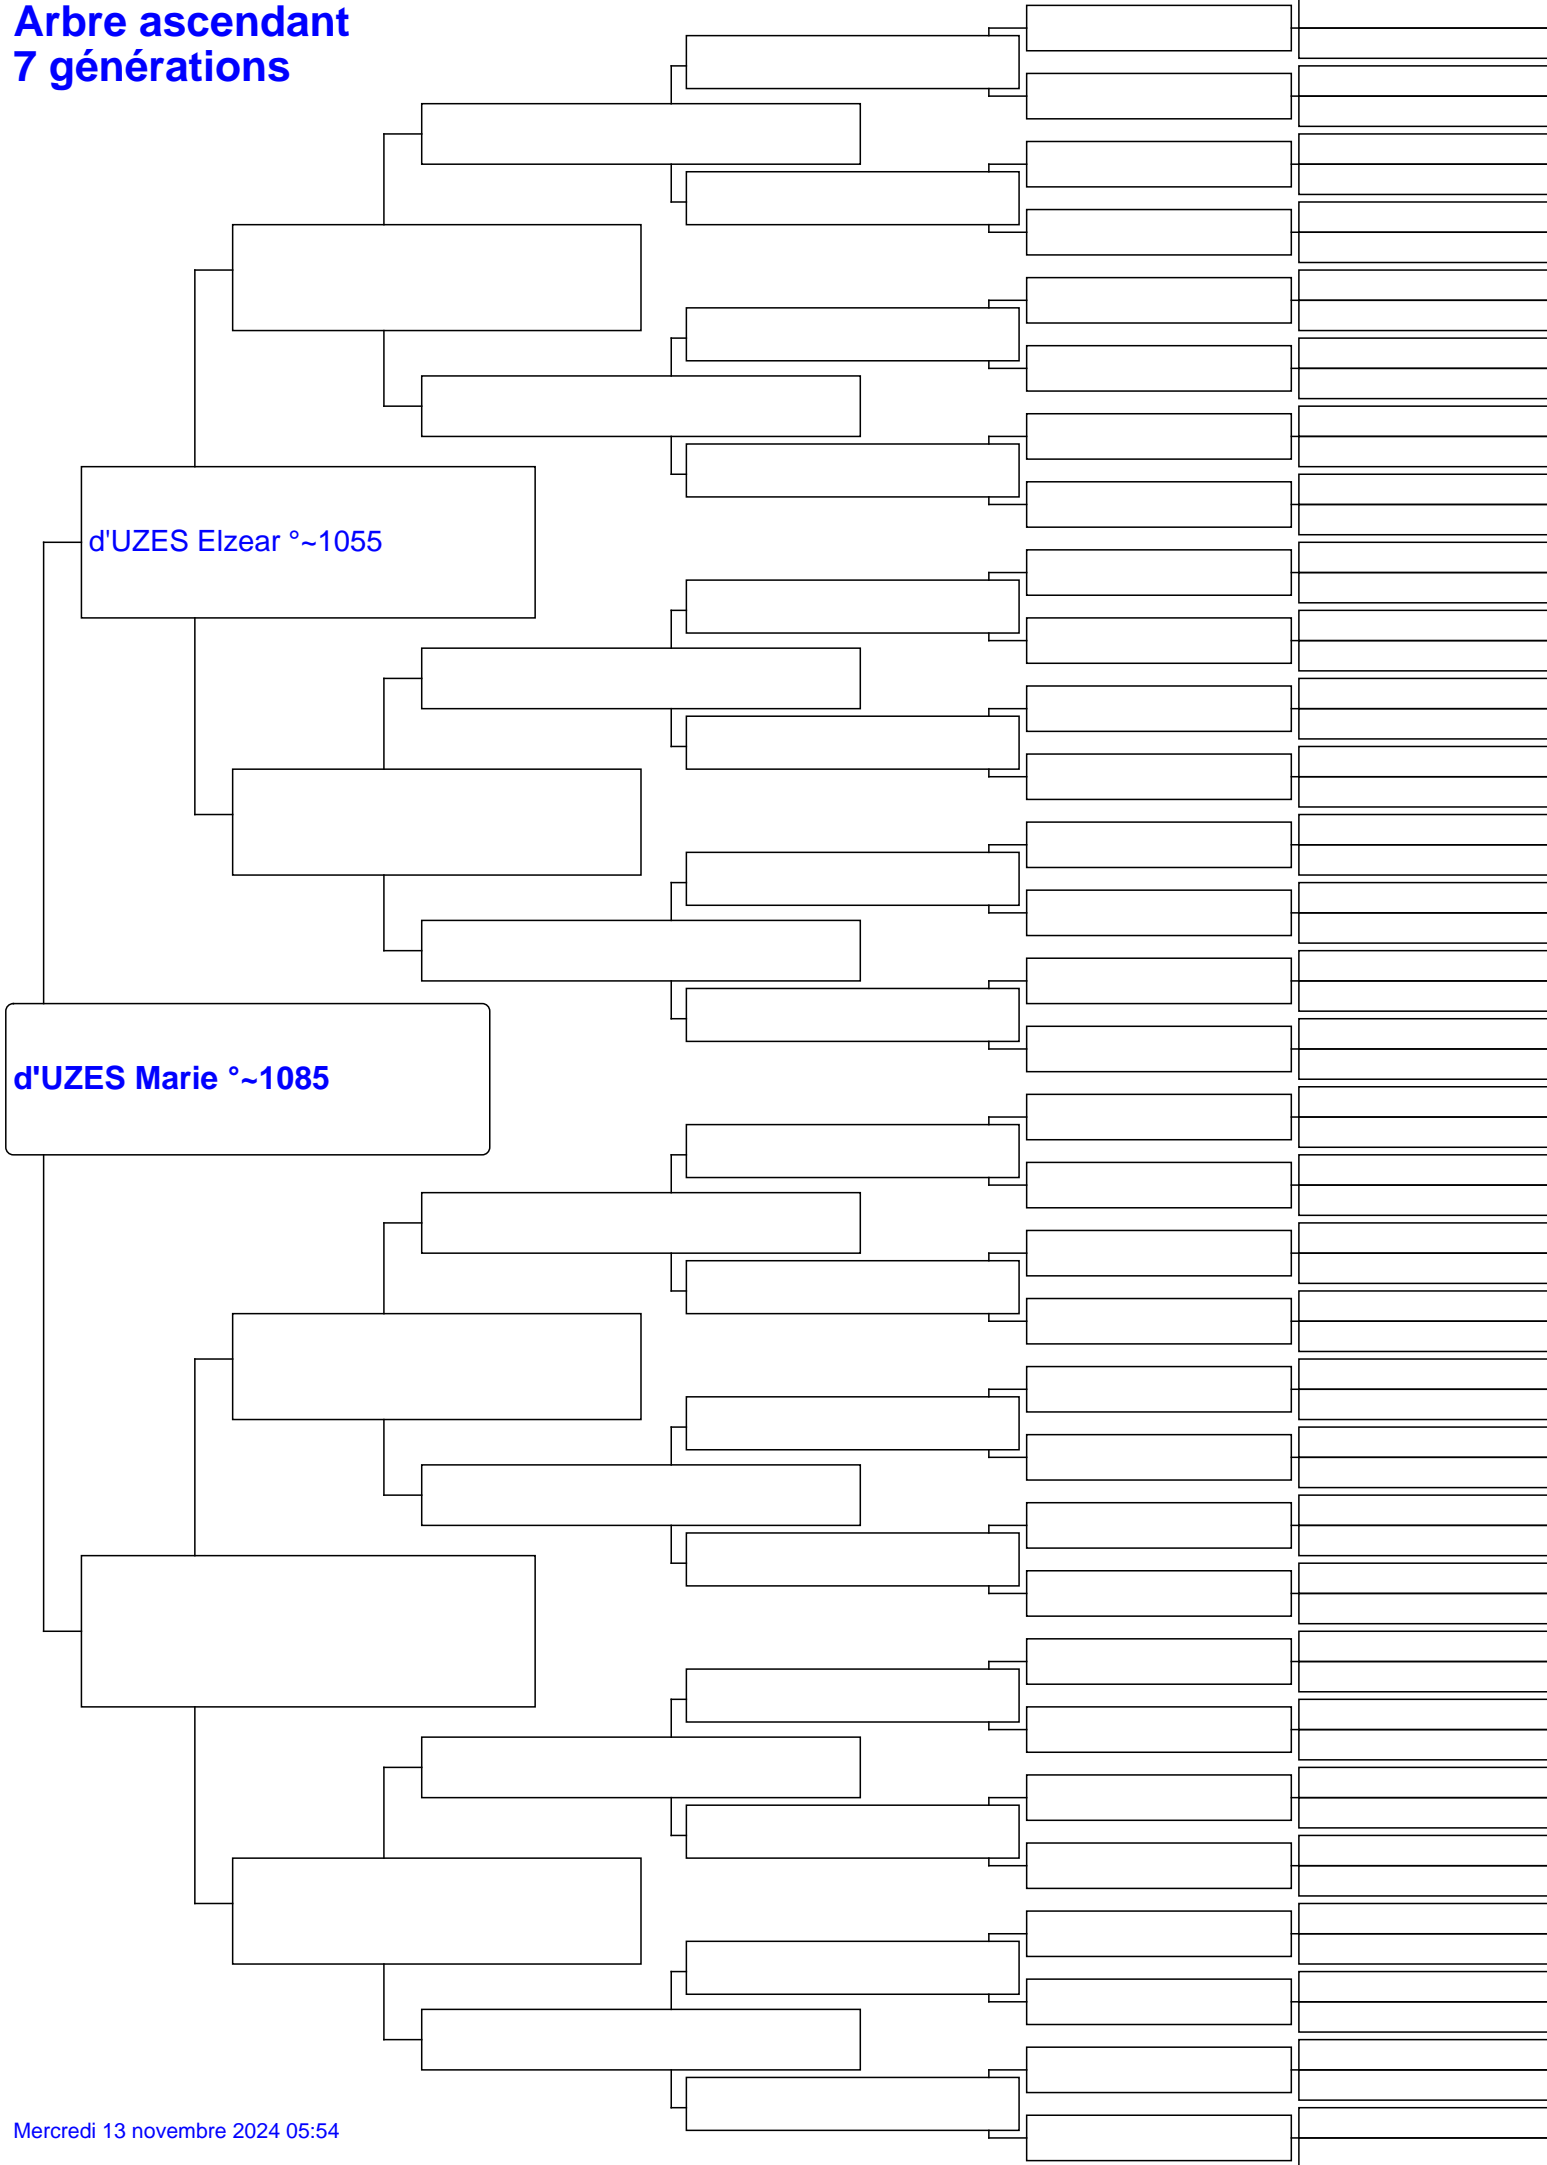 Arbre ascendant
7 générations
d'UZES Elzear °~1055
d'UZES Marie °~1085
Mercredi 13 novembre 2024 05:54